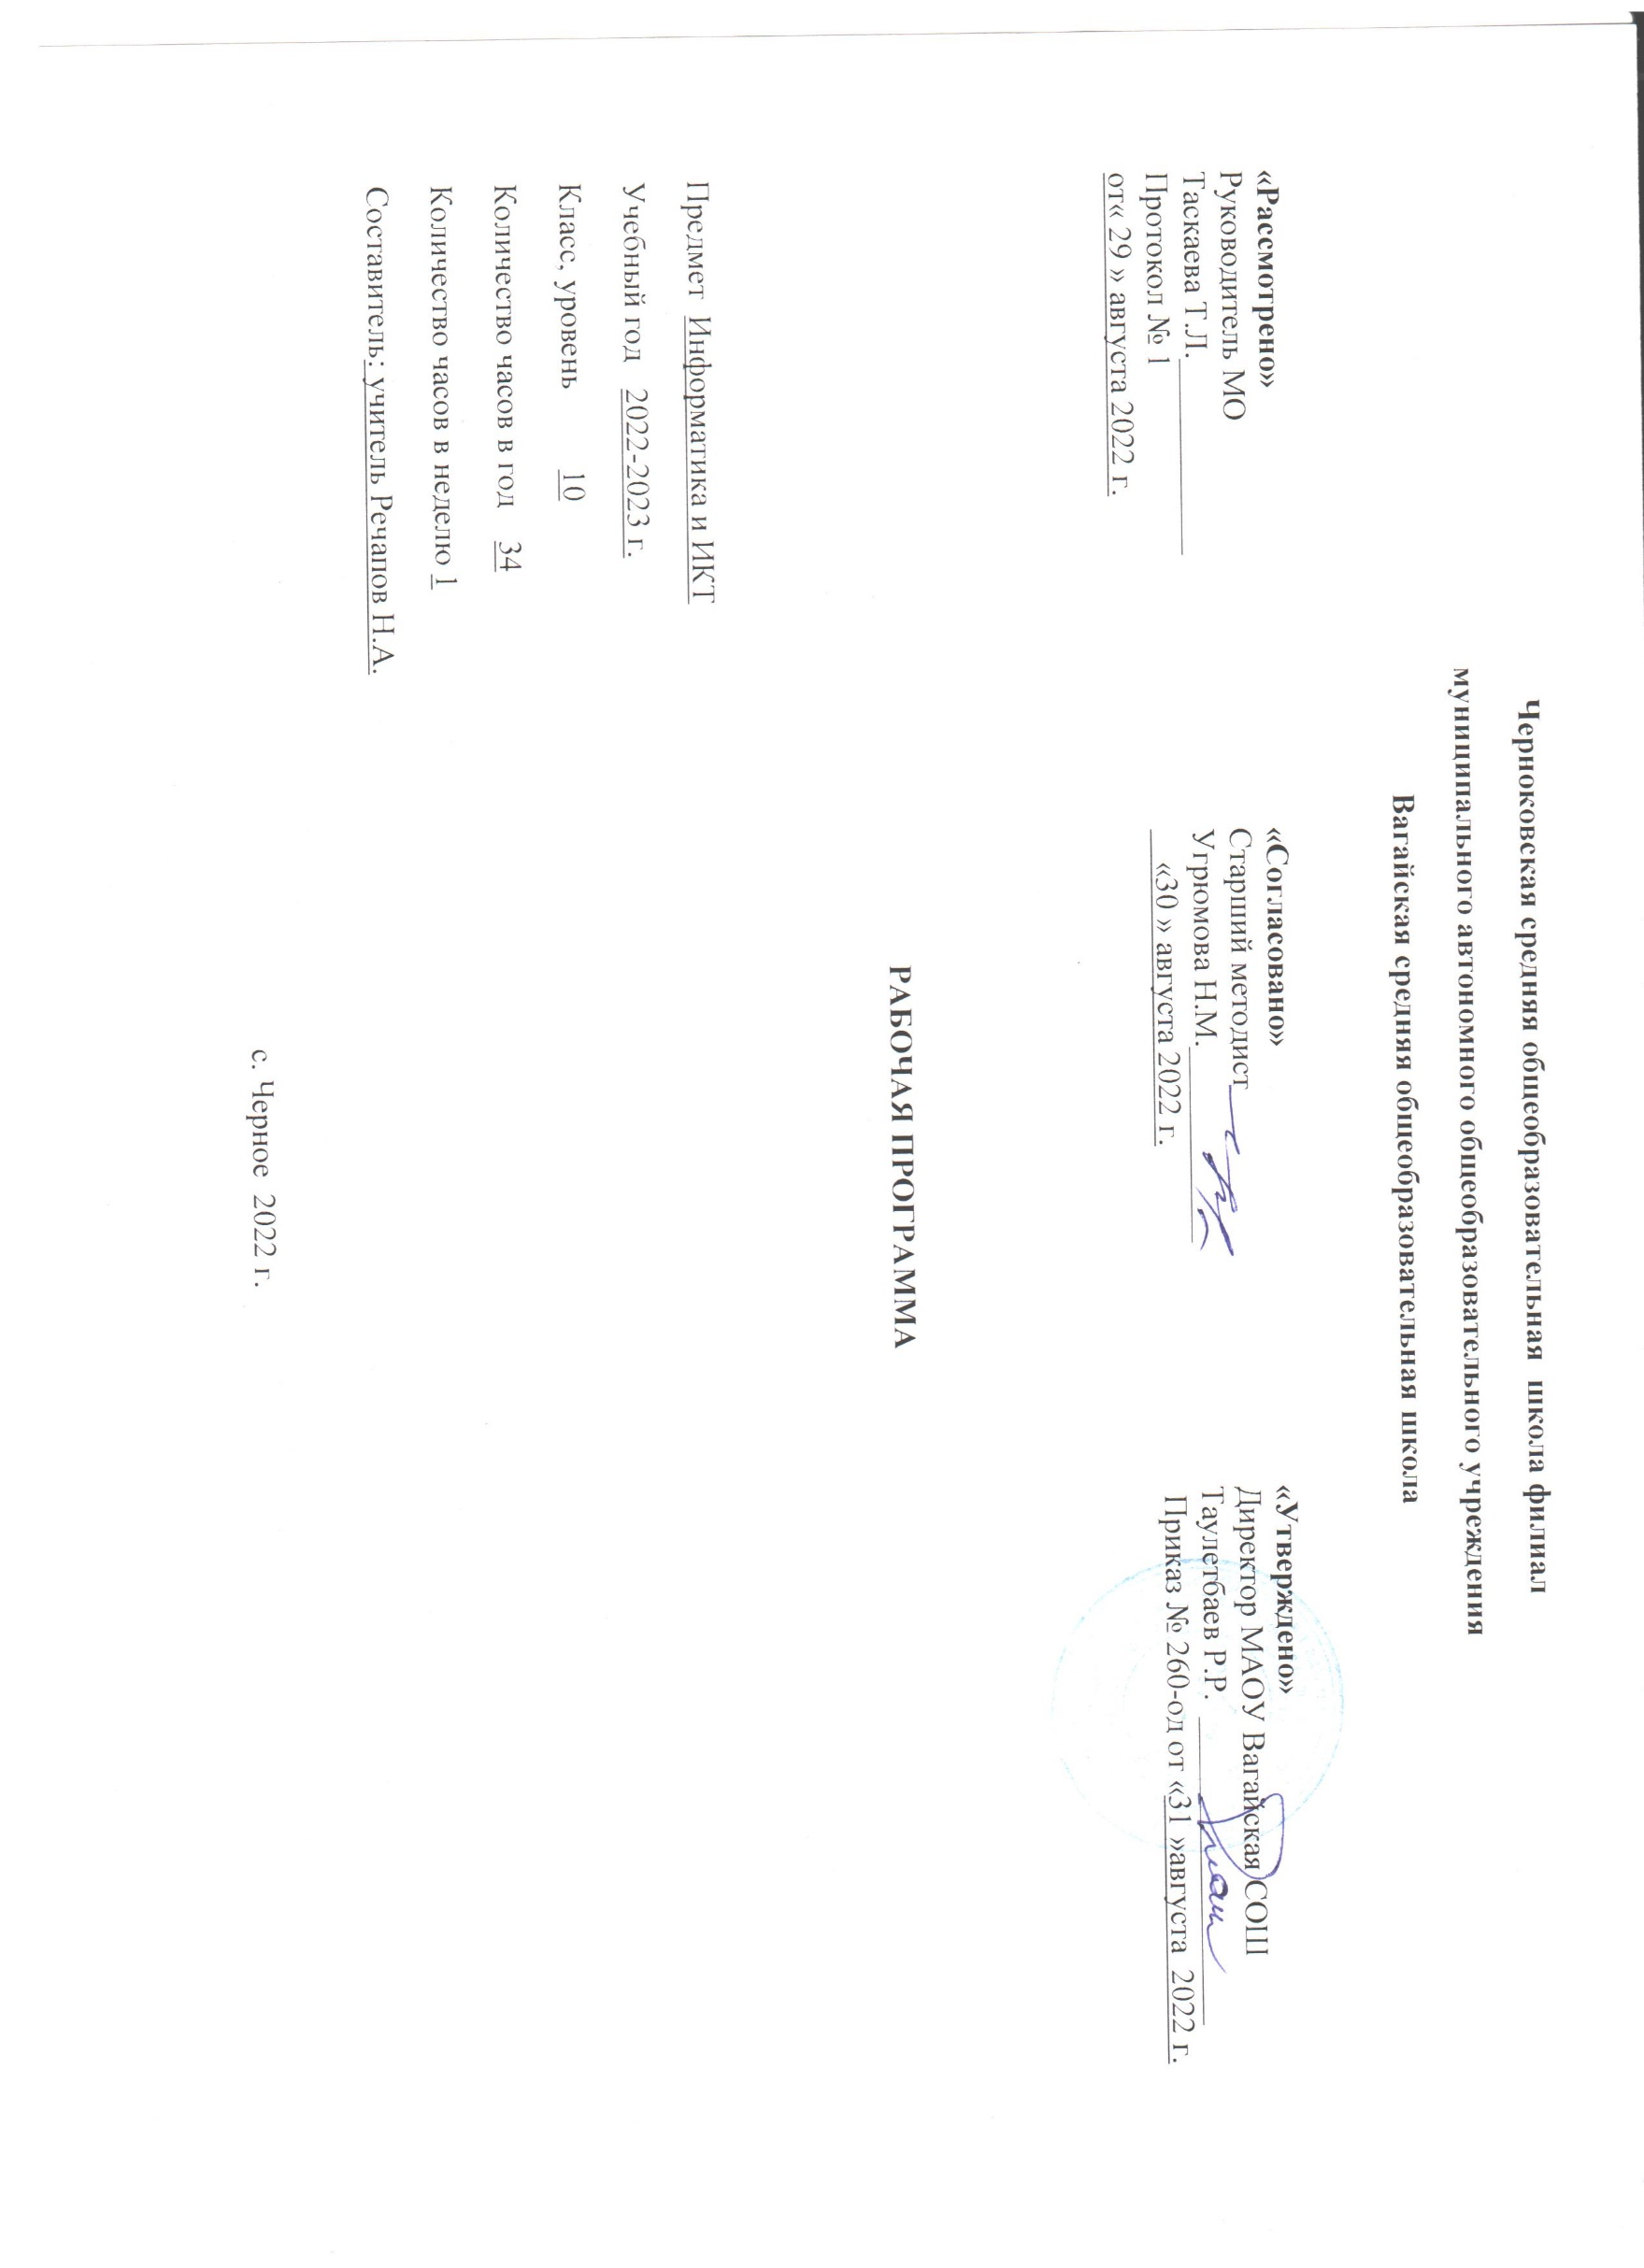 Черноковская средняя общеобразовательная школа филиал
муниципального автономного общеобразовательного учреждения
Вагайская средняя общеобразовательная школа
«Рассмотрено»
Руководитель МО
Таскаева Т.Л.
Протокол № 1
от« 29 » августа 2022 г.
«Согласовано»
Старший методист
Угрюмова Н.М.
«30 » августа 2022 г.
«Утверждено»
Директор МАОУ Вагайская СОШ
Таулетбаев Р.Р.
Приказ № 260-од от «31 »августа 2022 г.
РАБОЧАЯ ПРОГРАММА
Предмет Информатика и ИКТ
Учебный год 2022-2023 г.
Класс, уровень 10
Количество часов в год 34
Количество часов в неделю 1
Составитель: учитель Речапов Н.А.
с. Черное 2022 г.